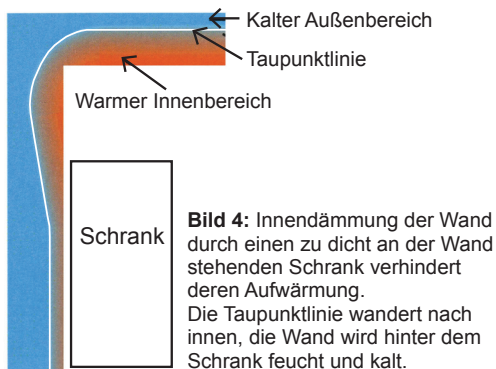 Kalter Außenbereich
Taupunktlinie
Warmer Innenbereich
Schrank
Bild 4: Innendämmung der Wand
durch einen zu dicht an der Wand
stehenden Schrank verhindert
deren Aufwärmung.
Die Taupunktlinie wandert nach
innen, die Wand wird hinter dem
Schrank feucht und kalt.